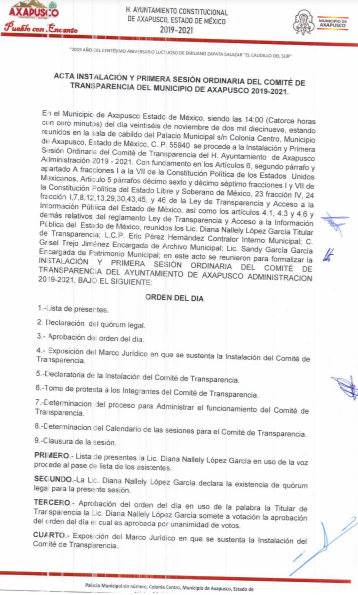 AXAPUSCO
Pueblo con Encanto
H. AYUNTAMIENTO CONSTITUCIONAL
DE AXAPUSCO, ESTADO DE MÉXICO
2019-2021
AXAPUSCO
"2019 AÑO DEL CENTÉSIMO ANIVERSARIO LUCTUOSO DE EMILIANO ZAPATA SALAZAR "EL CAUDILLO DEL SUR"
ACTA INSTALACIÓN Y PRIMERA SESIÓN ORDINARIA DEL COMITÉ DE
TRANSPARENCIA DEL MUNICIPIO DE AXAPUSCO 2019-2021.
En el Municipio de Axapusco Estado de México, siendo las 14:00 (Catorce horas
con cero minutos) del día veintiséis de noviembre de dos mil diecinueve, estando
reunidos en la sala de cabildo del Palacio Municipal sin Colonia Centro, Municipio
de Axapusco, Estado de México, C. P. 55940 se procede a la Instalación y Primera
Sesión Ordinaria del Comité de Transparencia del H. Ayuntamiento de Axapusco
Administración 2019 - 2021. Con fundamento en los Artículos 6, segundo párrafo y
apartado A fracciones I a la VII de la Constitución Política de los Estados Unidos
Mexicanos, Artículo 5 párrafos décimo sexto y décimo séptimo fracciones I y VII de
la Constitución Política del Estado Libre y Soberano de México, 23 fracción IV, 24
fracción I,7,8,12,13,29,30,43,45, y 46 de la Ley de Transparencia y Acceso a la
Información Pública del Estado de México, así como los artículos 4.1, 4.3 y 4.6 y
demás relativos del reglamento Ley de Transparencia y Acceso a la Información
Pública del Estado de México, reunidos los Lic. Diana Nallely López García Titular
de Transparencia; L.C.P. Eric Pérez Hernández Contralor Interno Municipal; C.
Grisel Trejo Jiménez Encargada de Archivo Municipal; Lic. Sandy García García
Encargada de Patrimonio Municipal; en este acto se reunieron para formalizar la
INSTALACIÓN Y PRIMERA SESIÓN ORDINARIA DEL COMITÉ DE
TRANSPARENCIA DEL AYUNTAMIENTO DE AXAPUSCO ADMINISTRACIÓN
2019-2021, BAJO EL SIGUIENTE:
ORDEN DEL DIA
1.-Lista de presentes.
2. Declaración del quórum legal.
3.- Aprobación del orden del día.
4.- Exposición del Marco Jurídico en que se sustenta la Instalación del Comité de
Transparencia.
5.-Declaratoria de la Instalación del Comité de Transparencia.
6.-Toma de protesta a los Integrantes del Comité de Transparencia.
7.-Determinacion del proceso para Administrar el funcionamiento del Comité de
Transparencia.
8.-Determinacion del Calendario de las sesiones para el Comité de Transparencia.
9.-Clausura de la sesión.
PRIMERO.- Lista de presentes la Lic. Diana Nallely López García en uso de la voz
procede al pase de lista de los asistentes.
SEGUNDO.-La Lic. Diana Nallely López García declara la existencia de quórum
legal para la presente sesión.
TERCERO.- Aprobación del orden del día en uso de la palabra la Titular de
Transparencia la Lic. Diana Nallely López García somete a votación la aprobación
del orden del día el cual es aprobada por unanimidad de votos.
CUARTO.- Exposición del Marco Jurídico en que se sustenta la Instalación del
Comité de Transparencia.
Palacio Municipal sin número, Colonia Centro, Municipio de Axapusco, Estado de